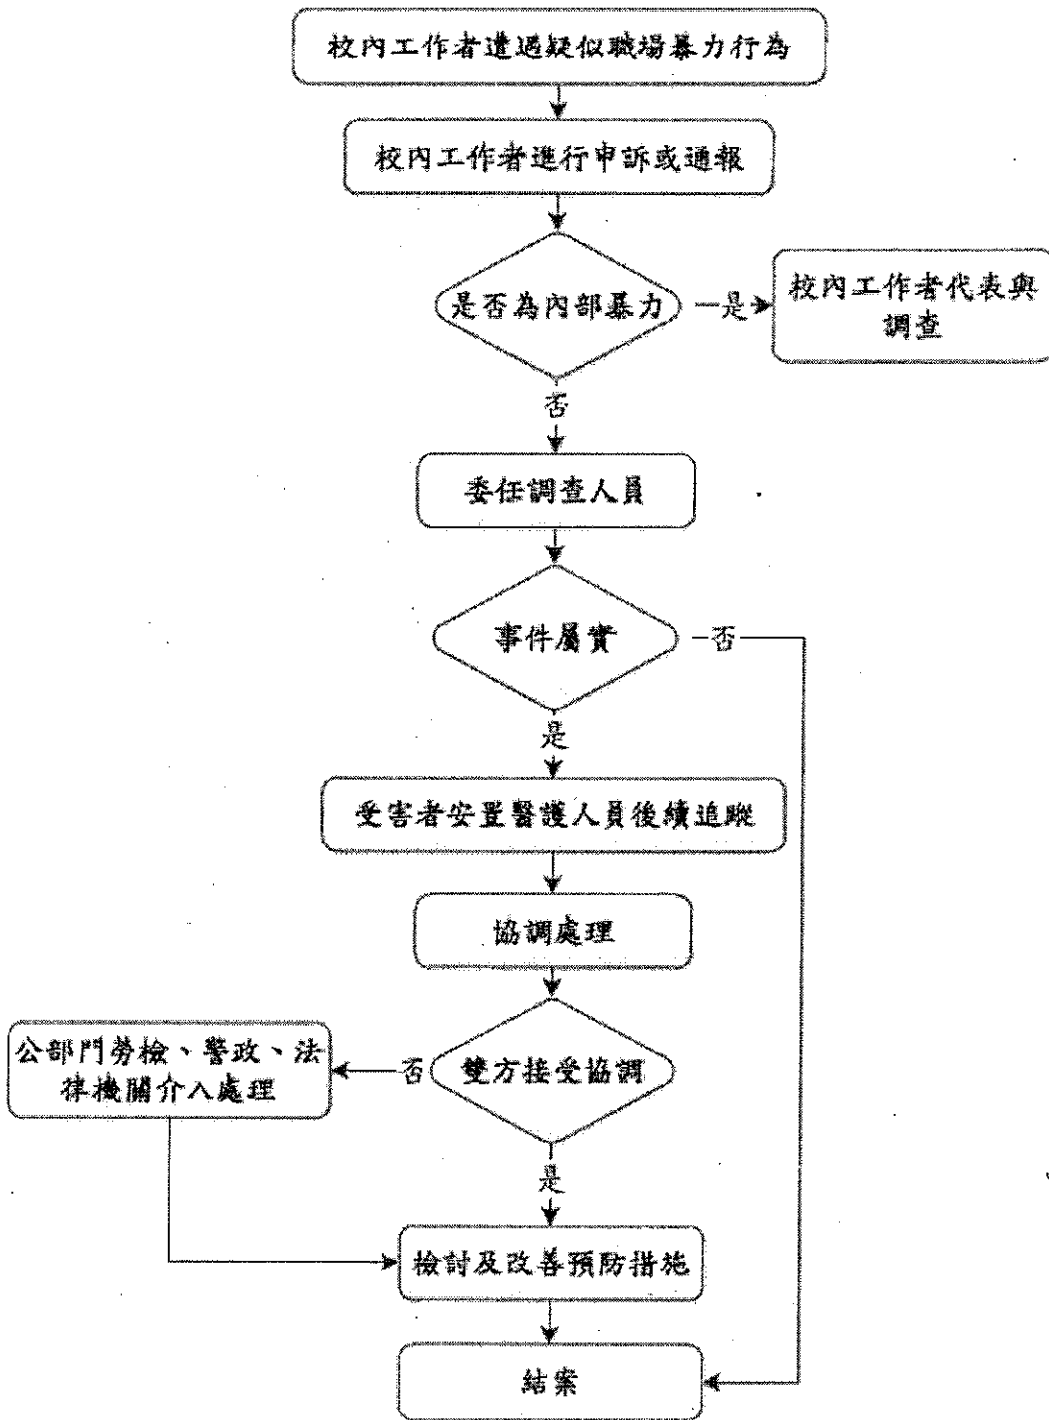 校內工作者遭遇疑似職場暴力行為
校內工作者進行申訴或通報
是否為內部暴力
是
校內工作者代表與
調查
否
委任調查人員
事件屬實
否
是
受害者安置醫護人員後續追蹤
協調處理
雙方接受協調
否
公部門勞檢、警政、法
律機關介入處理
是
檢討及改善預防措施
結案